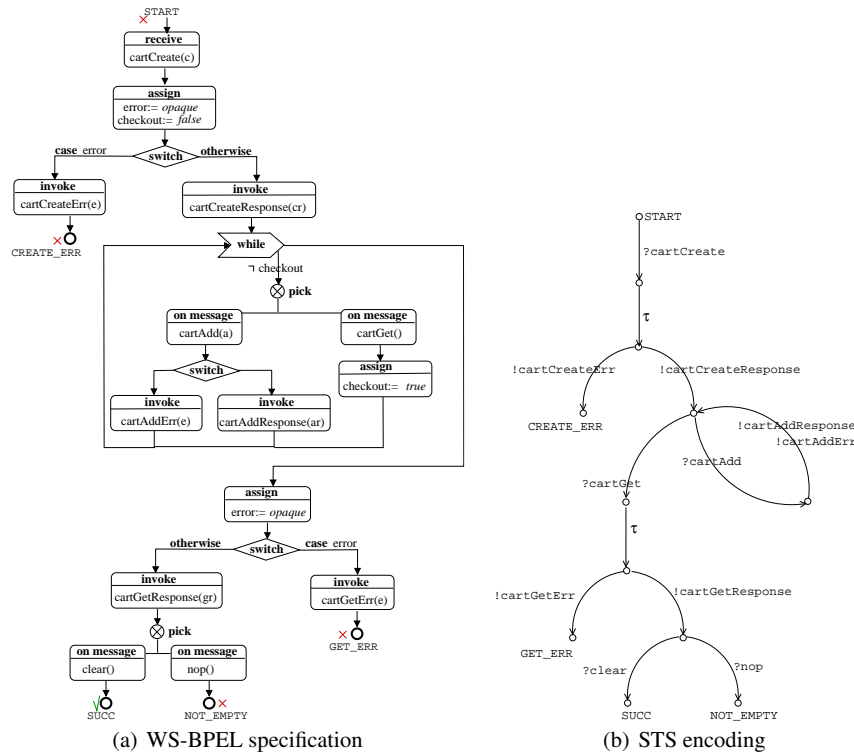 START
receive
cartCreate(c)
assign
error:= opaque
checkout:= false
case error
switch
otherwise
invoke
cartCreateErr(e)
CREATE_ERR
invoke
cartCreateResponse(cr)
while
¬ checkout
pick
on message
cartAdd(a)
on message
cartGet()
switch
assign
checkout:= true
invoke
cartAddErr(e)
invoke
cartAddResponse(ar)
assign
error:= opaque
otherwise
switch
case error
invoke
cartGetResponse(gr)
invoke
cartGetErr(e)
GET_ERR
pick
on message
clear()
on message
nop()
SUCC
NOT_EMPTY
(a) WS-BPEL specification
START
?cartCreate
τ
!cartCreateErr
!cartCreateResponse
CREATE_ERR
!cartAddResponse
!cartAddErr
?cartAdd
?cartGet
τ
!cartGetErr
!cartGetResponse
GET_ERR
?clear
?nop
SUCC
NOT_EMPTY
(b) STS encoding